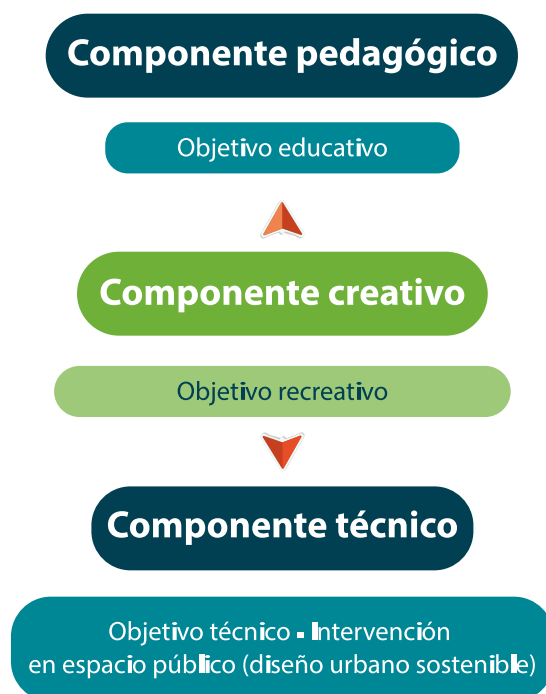 Componente pedagógico
Objetivo educativo
Componente creativo
Objetivo recreativo
Componente técnico
Objetivo técnico - Intervención
en espacio público (diseño urbano sostenible)